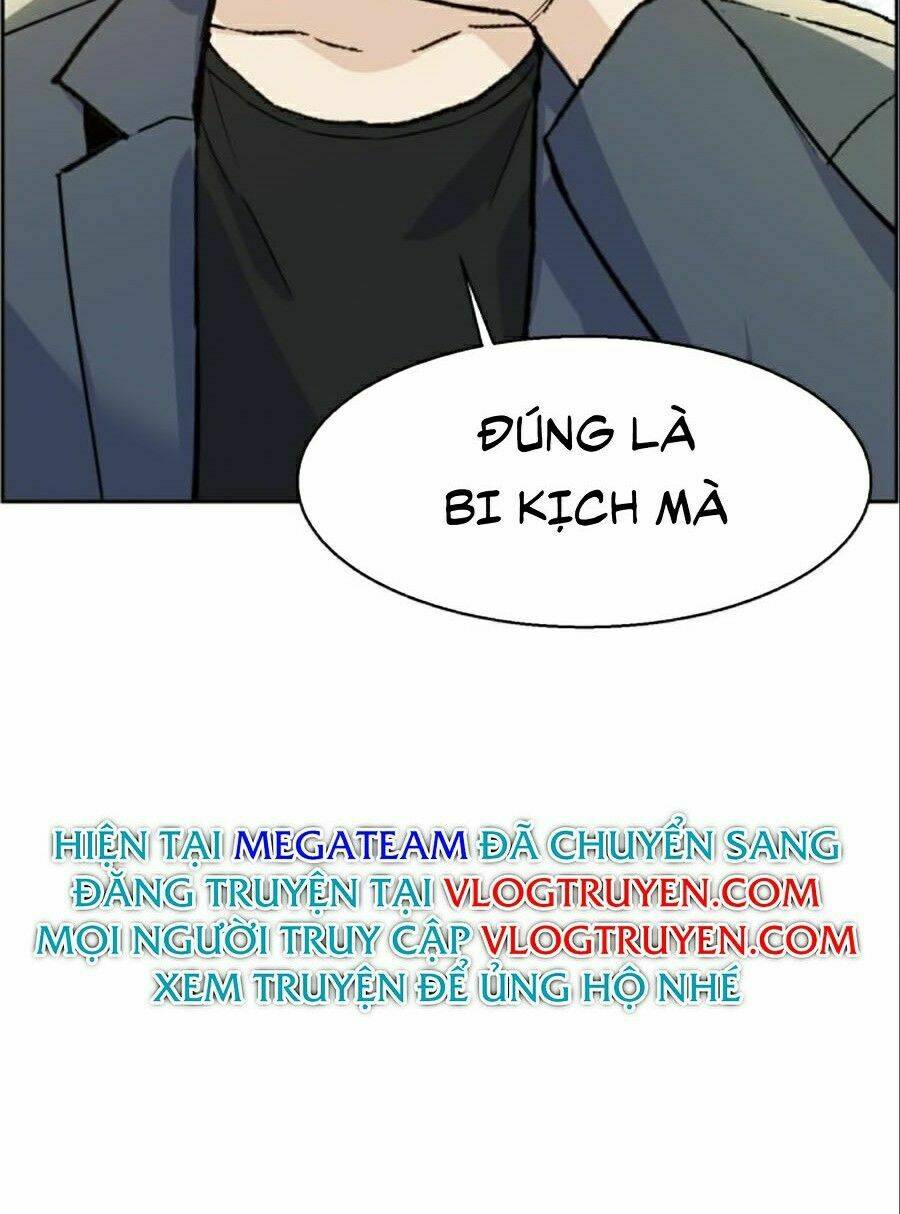 ĐÚNG LÀ
BI KỊCH MÀ
HIỆN TẠI MEGATEAM ĐÃ CHUYỂN SANG
ĐĂNG TRUYỆN TẠI VLOGTRUYEN.COM
MỌI NGƯỜI TRUY CẬP VLOGTRUYEN.COM
XEM TRUYỆN ĐỂ ỦNG HỘ NHÉ